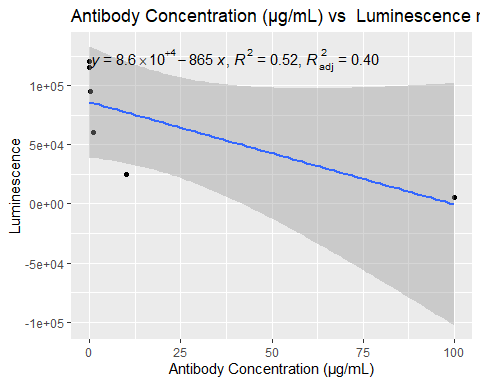 Antibody Concentration (µg/mL) vs  Luminescence r
y = 8.6 × 10⁺⁴ − 865 x, R² = 0.52, R²adj = 0.40
Luminescence
1e+05
5e+04
0e+00
-5e+04
-1e+05
0 25 50 75 100
Antibody Concentration (µg/mL)